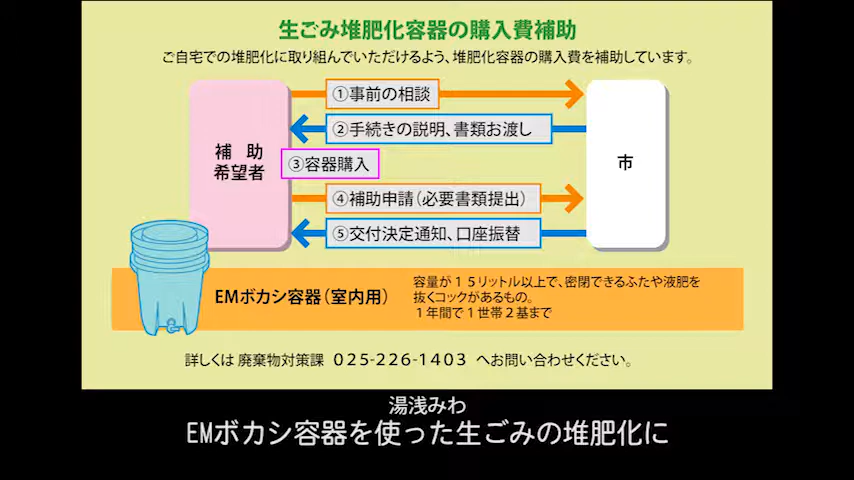 生ごみ堆肥化容器の購入費補助
ご自宅での堆肥化に取り組んでいただけるよう、堆肥化容器の購入費を補助しています。
補　助
希望者
①事前の相談
②手続きの説明、書類お渡し
③容器購入
④補助申請（必要書類提出）
⑤交付決定通知、口座振替
市
EMボカシ容器（室内用）
容量が１５リットル以上で、密閉できるふたや液肥を
抜くコックがあるもの。
１年間で１世帯２基まで
詳しくは 廃棄物対策課 025-226-1403 へお問い合わせください。
湯浅みわ
EMボカシ容器を使った生ごみの堆肥化に